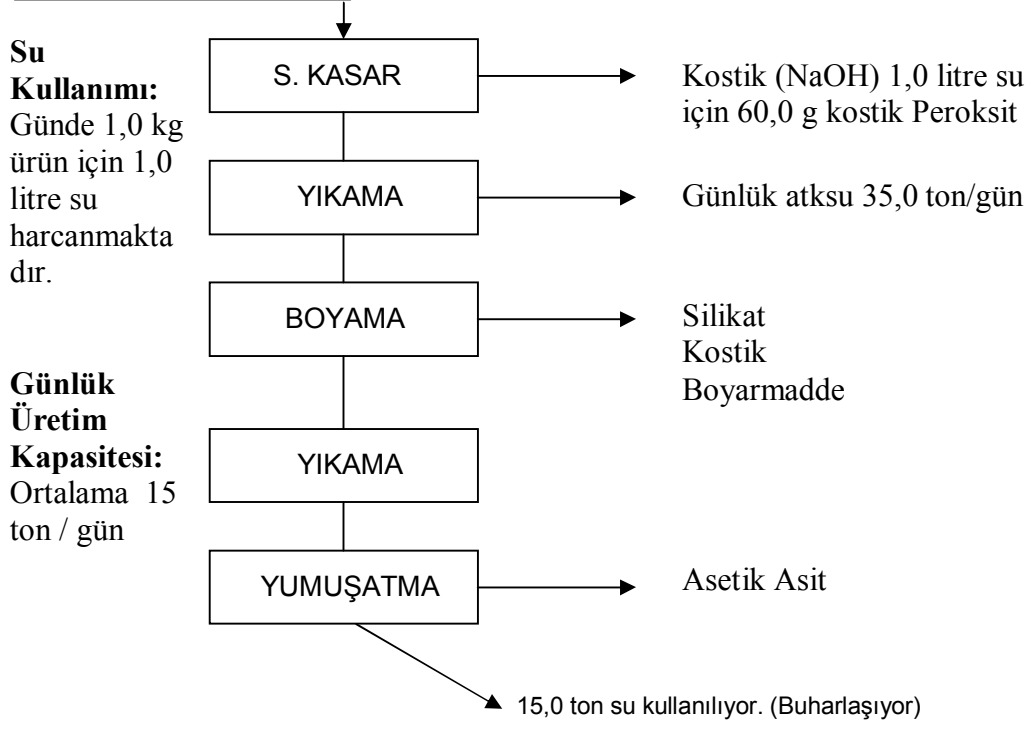 Su
Kullanımı:
Günde 1,0 kg
ürün için 1,0
litre su
harcanmakta
dır.
Günlük
Üretim
Kapasitesi:
Ortalama 15
ton / gün
S. KASAR
Kostik (NaOH) 1,0 litre su
için 60,0 g kostik Peroksit
YIKAMA
Günlük atksu 35,0 ton/gün
BOYAMA
Silikat
Kostik
Boyarmadde
YIKAMA
YUMUŞATMA
Asetik Asit
15,0 ton su kullanılıyor. (Buharlaşıyor)